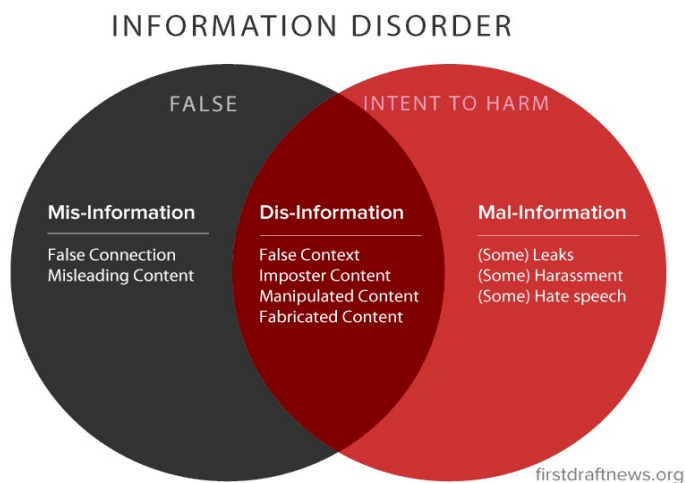 INFORMATION DISORDER
FALSE
INTENT TO HARM
Mis-Information
False Connection
Misleading Content
Dis-Information
False Context
Imposter Content
Manipulated Content
Fabricated Content
Mal-Information
(Some) Leaks
(Some) Harassment
(Some) Hate speech
firstdraftnews.org